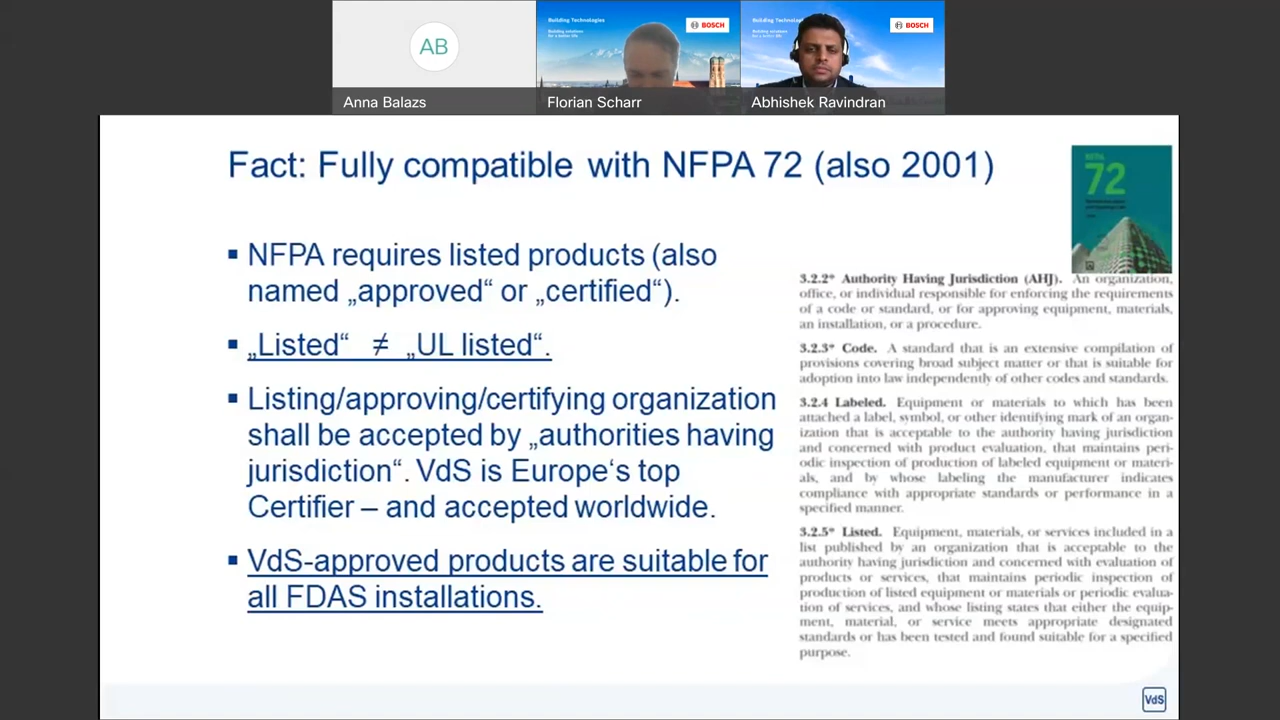 AB
Anna Balazs
Building Technologies
Building solutions
for a better life
BOSCH
Florian Scharr
Building Technolo
Building solutions
for a better life
BOSCH
Abhishek Ravindran
Fact: Fully compatible with NFPA 72 (also 2001)
NFPA
72
▪ NFPA requires listed products (also
named „approved“ or „certified“).
▪ „Listed“ ≠ „UL listed“.
▪ Listing/approving/certifying organization
shall be accepted by „authorities having
jurisdiction“. VdS is Europe‘s top
Certifier – and accepted worldwide.
▪ VdS-approved products are suitable for
all FDAS installations.
3.2.2* Authority Having Jurisdiction (AHJ). An organization,
office, or individual responsible for enforcing the requirements
of a code or standard, or for approving equipment, materials,
an installation, or a procedure.
3.2.3* Code. A standard that is an extensive compilation of
provisions covering broad subject matter or that is suitable for
adoption into law independently of other codes and standards.
3.2.4 Labeled. Equipment or materials to which has been
attached a label, symbol, or other identifying mark of an organ-
ization that is acceptable to the authority having jurisdiction
and concerned with product evaluation, that maintains peri-
odic inspection of production of labeled equipment or materi-
als, and by whose labeling the manufacturer indicates
compliance with appropriate standards or performance in a
specified manner.
3.2.5* Listed. Equipment, materials, or services included in a
list published by an organization that is acceptable to the
authority having jurisdiction and concerned with evaluation of
products or services, that maintains periodic inspection of
production of listed equipment or materials or periodic evalua-
tion of services, and whose listing states that either the equip-
ment, material, or service meets appropriate designated
standards or has been tested and found suitable for a specified
purpose.
VdS